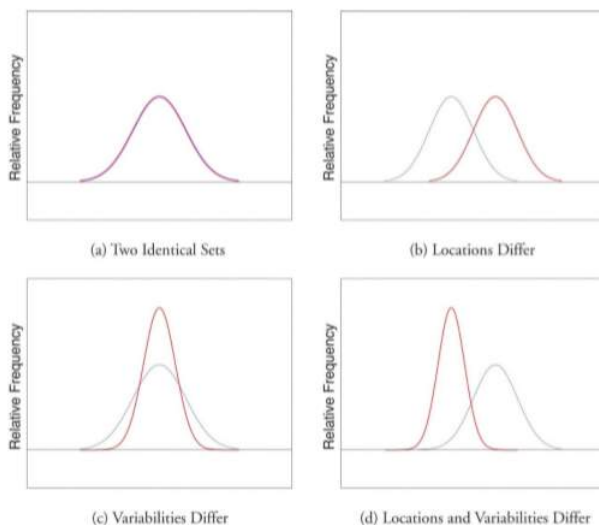 Relative Frequency
(a) Two Identical Sets
Relative Frequency
(b) Locations Differ
Relative Frequency
(c) Variabilities Differ
Relative Frequency
(d) Locations and Variabilities Differ